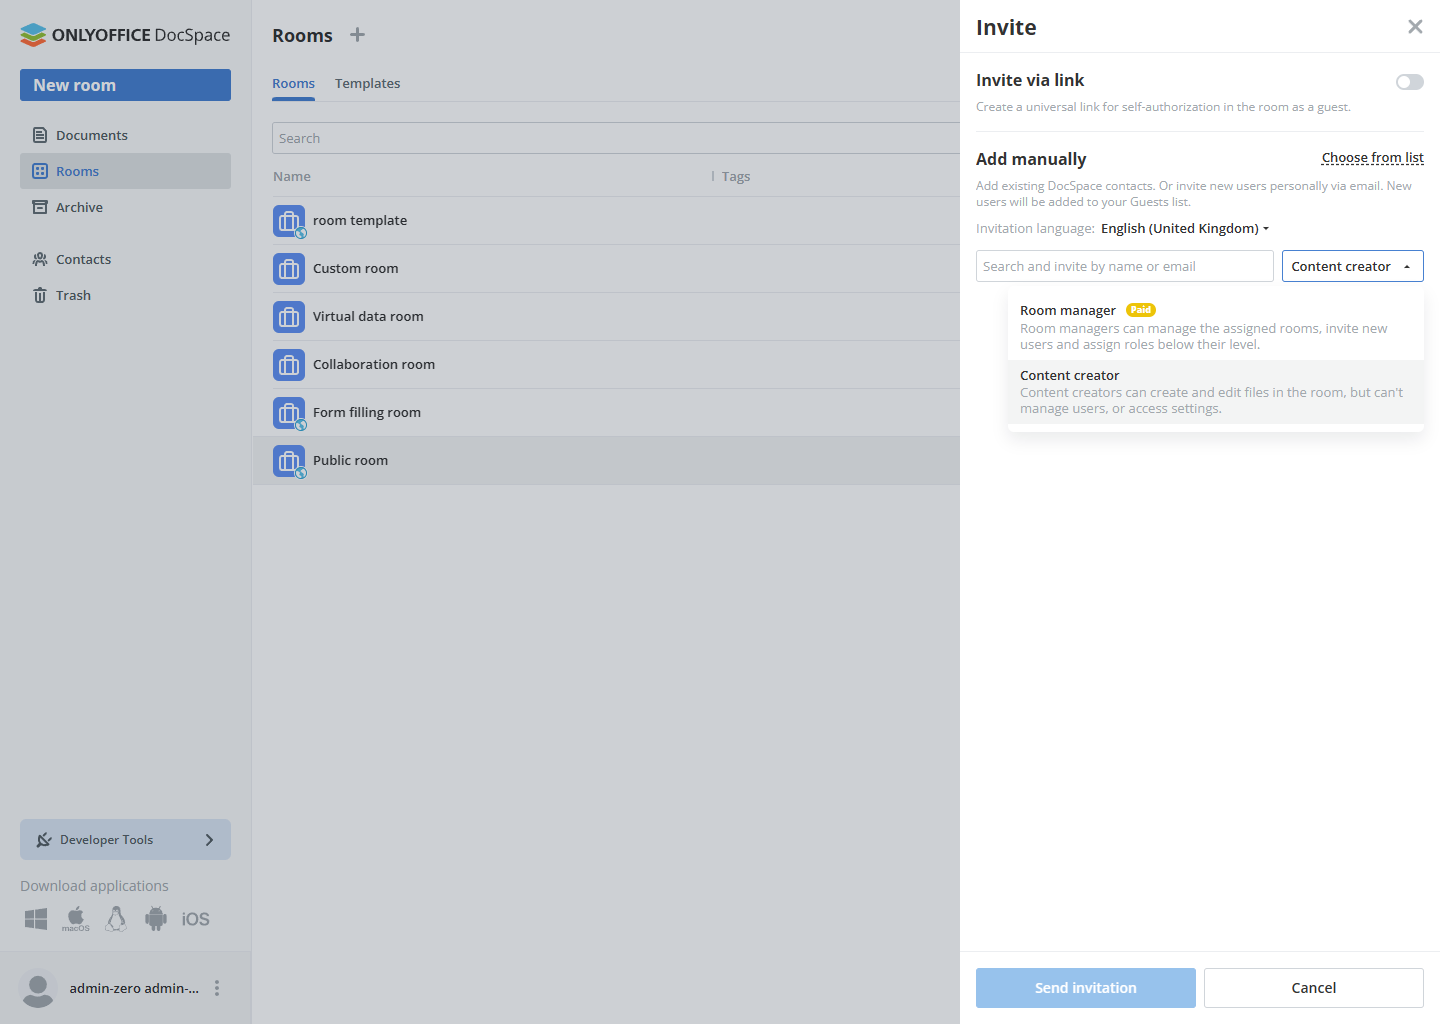 ONLYOFFICE DocSpace
New room
Documents
Rooms
Archive
Contacts
Trash
Developer Tools
Download applications
macOS
iOS
admin-zero admin-...
Rooms
Rooms Templates
Search
Name Tags
room template
Custom room
Virtual data room
Collaboration room
Form filling room
Public room
Invite
Invite via link
Create a universal link for self-authorization in the room as a guest.
Add manually Choose from list
Add existing DocSpace contacts. Or invite new users personally via email. New
users will be added to your Guests list.
Invitation language: English (United Kingdom)
Search and invite by name or email Content creator
Room manager Paid
Room managers can manage the assigned rooms, invite new
users and assign roles below their level.
Content creator
Content creators can create and edit files in the room, but can't
manage users, or access settings.
Send invitation Cancel